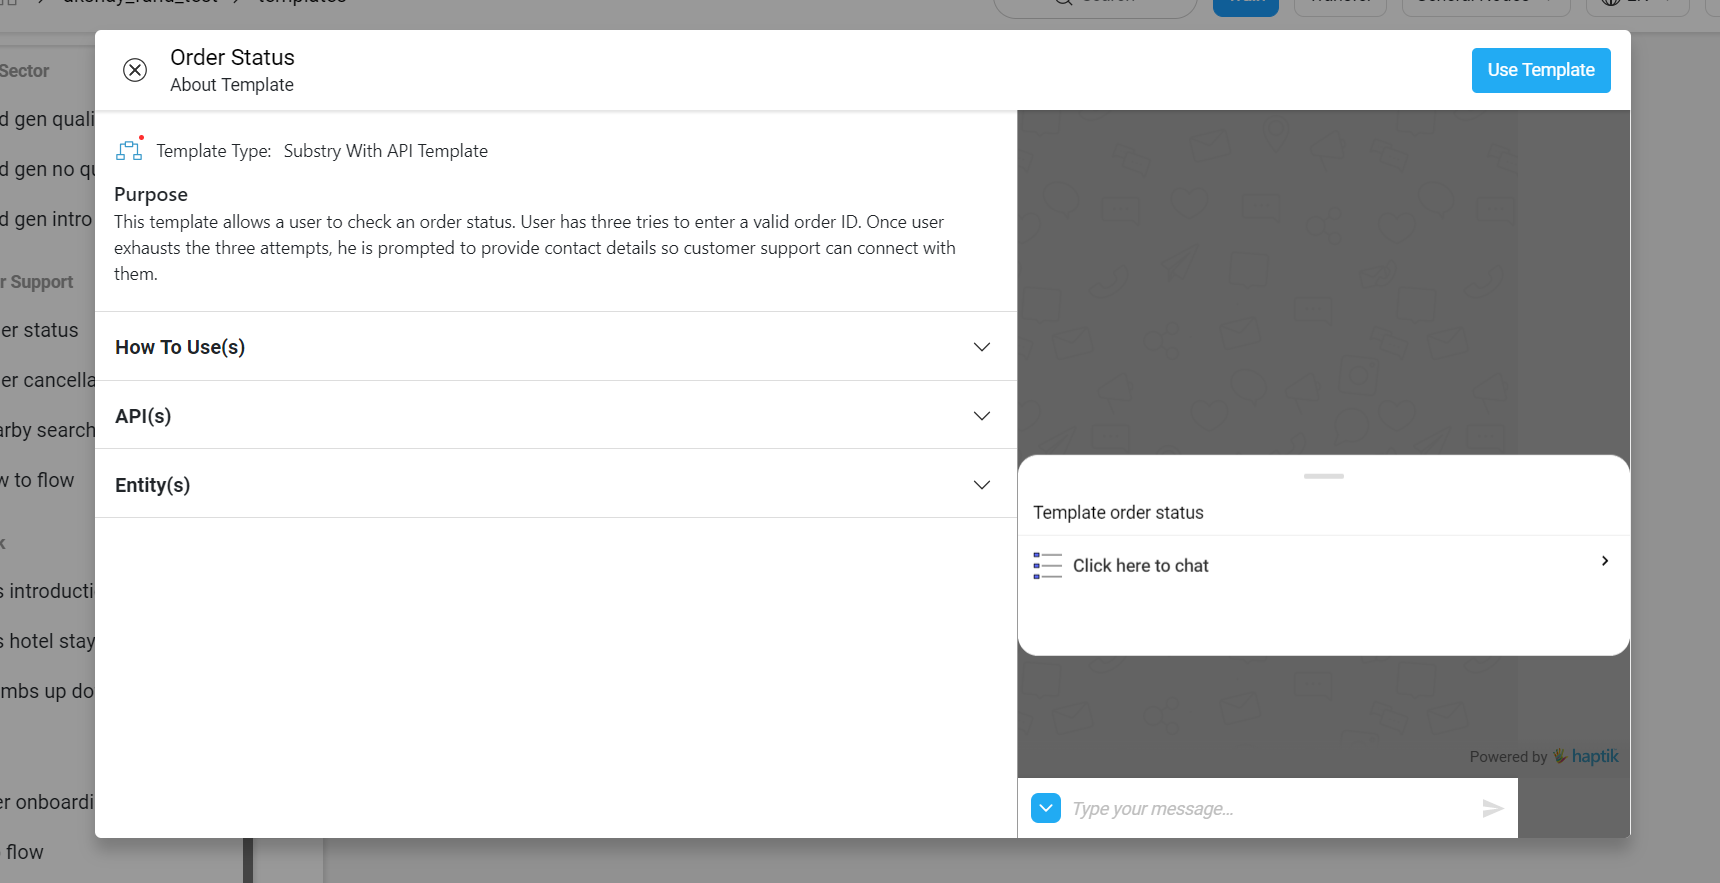 templates
Sector
Order Status
About Template
Use Template
d gen quali
d gen no qu
d gen intro
r Support
er status
er cancella
arby search
w to flow
k
s introducti
s hotel stay
mbs up do
er onboardi
flow
Template Type: Substry With API Template
Purpose
This template allows a user to check an order status. User has three tries to enter a valid order ID. Once user
exhausts the three attempts, he is prompted to provide contact details so customer support can connect with
them.
How To Use(s)
API(s)
Entity(s)
Template order status
Click here to chat
Powered by haptik
Type your message...